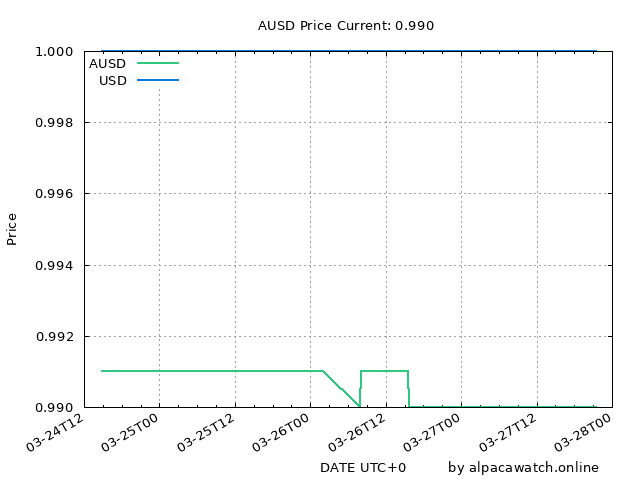 AUSD Price Current: 0.990
1.000
AUSD
USD
0.998
0.996
Price
0.994
0.992
0.990
03-24T12
03-25T00
03-25T12
03-26T00
03-26T12
03-27T00
03-27T12
03-28T00
DATE UTC+0
by alpacawatch.online